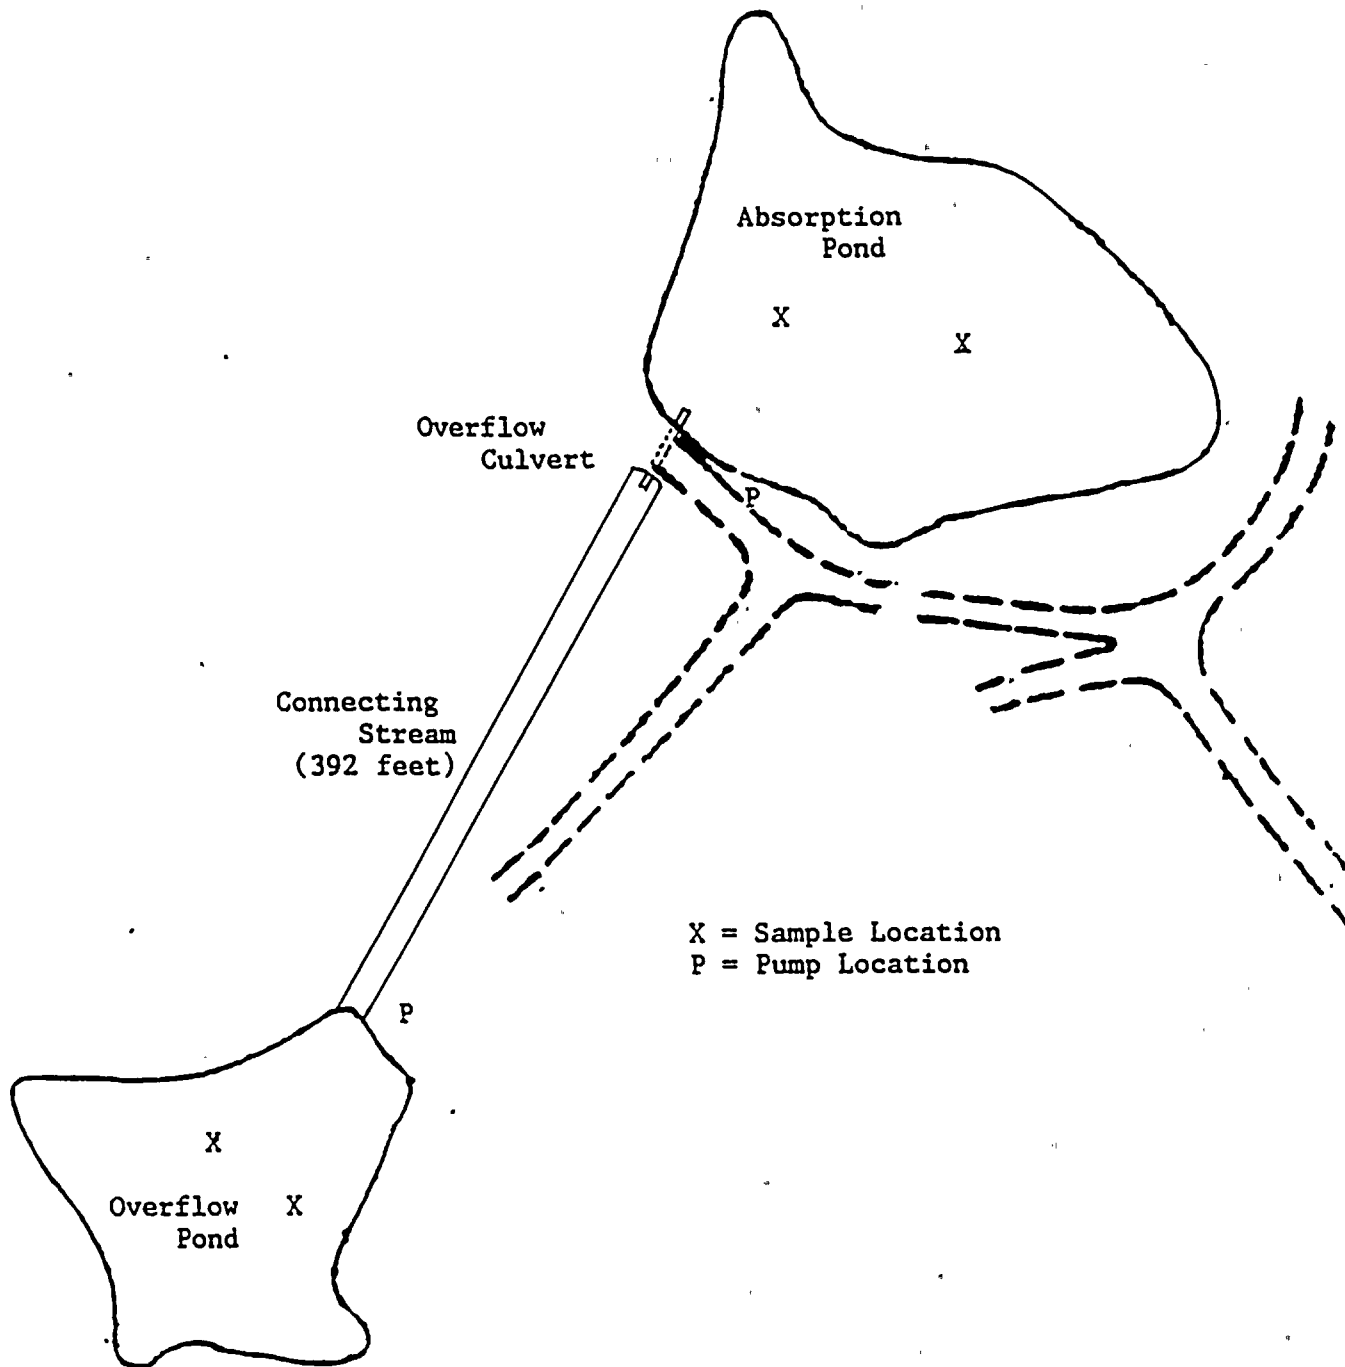 Absorption
Pond
X
X
Overflow
Culvert
P
Connecting
Stream
(392 feet)
X = Sample Location
P = Pump Location
P
X
Overflow X
Pond